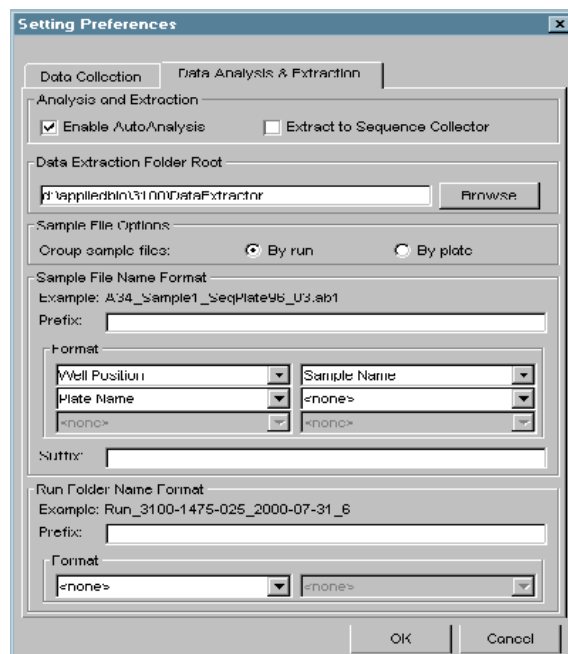 Setting Preferences
Data Collection
Data Analysis & Extraction
Analysis and Extraction
Enable AutoAnalysis
Extract to Sequence Collector
Data Extraction Folder Root
d:\appliedbio\3100\DataExtractor
Browse
Sample File Options
Group sample files:
By run
By plate
Sample File Name Format
Example: A34_Sample1_SeqPlate96_03.ab1
Prefix:
Format
Well Position
Sample Name
Plate Name
<none>
<none>
<none>
Suffix:
Run Folder Name Format
Example: Run_3100-1475-025_2000-07-31_6
Prefix:
Format
<none>
<none>
OK
Cancel